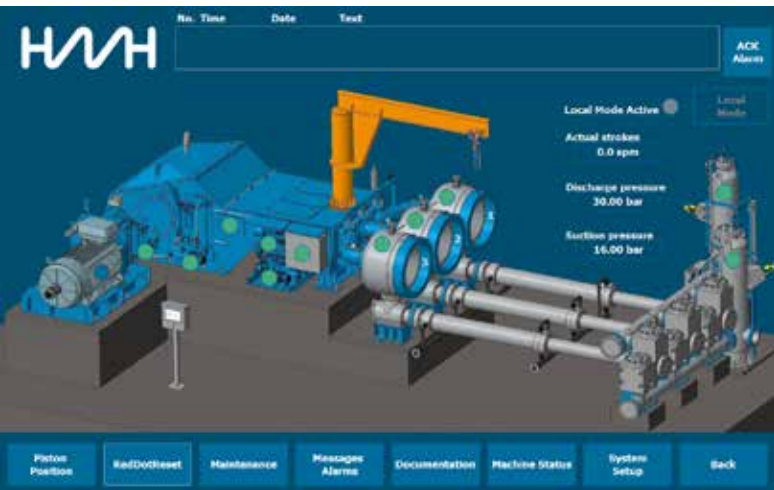 No. Time Date Text
HMH
ACK
Alarm
Local Mode Active
Local
Mode
Actual strokes
0.0 spm
Discharge pressure
30.00 bar
Suction pressure
16.00 bar
1
2
3
Piston
Position
RedDotReset
Maintenance
Messages
Alarms
Documentation
Machine Status
System
Setup
Back